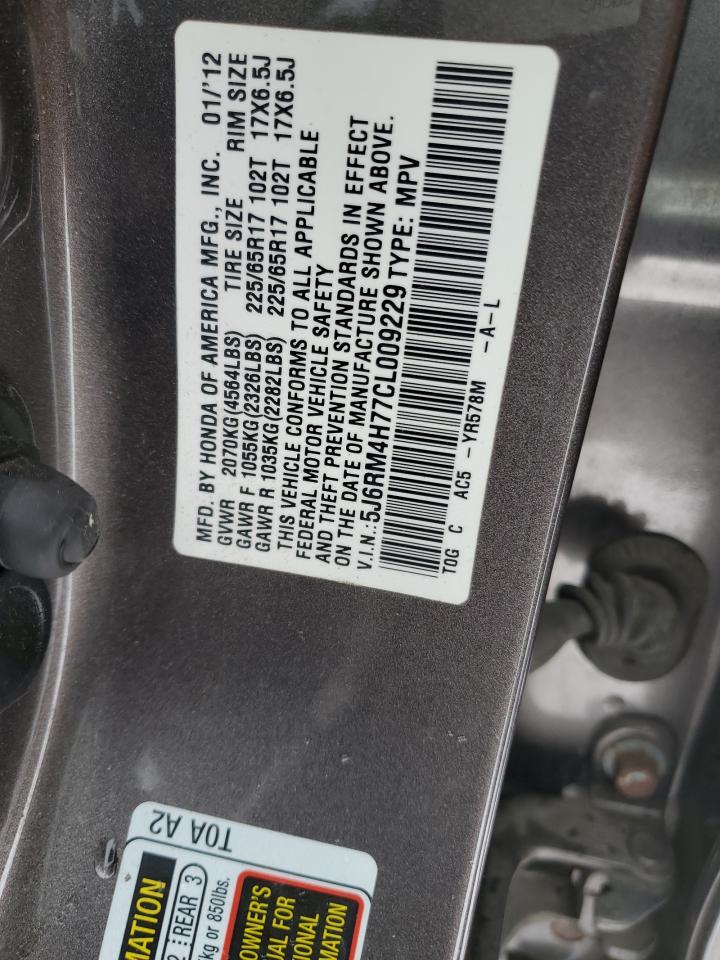 MFD. BY HONDA OF AMERICA MFG., INC. 01/'12
GVWR 2070KG(4564LBS) TIRE SIZE RIM SIZE
GAWR F 1055KG(2326LBS) 225/65R17 102T 17X6.5J
GAWR R 1035KG(2282LBS) 225/65R17 102T 17X6.5J
THIS VEHICLE CONFORMS TO ALL APPLICABLE
FEDERAL MOTOR VEHICLE SAFETY
AND THEFT PREVENTION STANDARDS IN EFFECT
ON THE DATE OF MANUFACTURE SHOWN ABOVE.
V.I.N.:5J6RM4H77CL009229 TYPE: MPV
TOG C AC5 -YR578M -A-L
T0A A2
MATION
REAR 3
kg or 850lbs.
OWNER'S
UAL FOR
IONAL
MATION